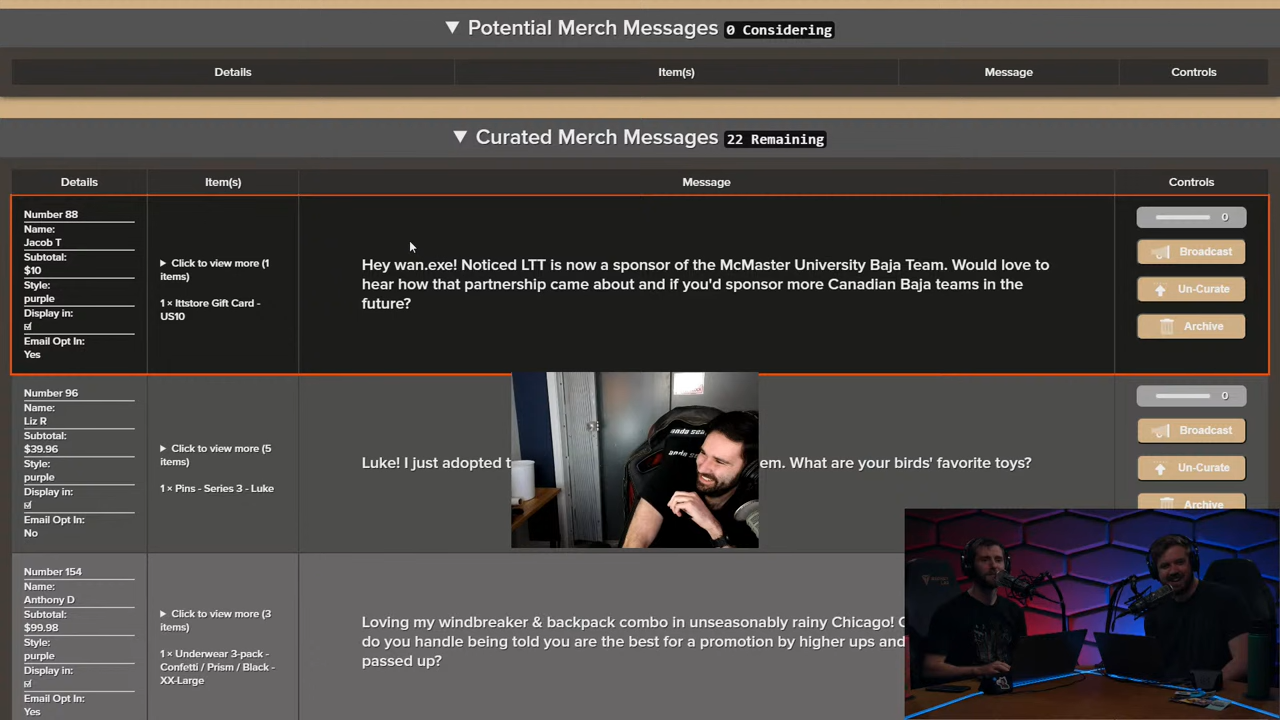 ▼ Potential Merch Messages 0 Considering
Details Item(s) Message Controls
▼ Curated Merch Messages 22 Remaining
Details Item(s) Message Controls
Number 88
Name:
Jacob T
Subtotal:
$10
Style:
purple
Display in:
Email Opt In:
Yes
▶ Click to view more (1
items)
1 × lttstore Gift Card -
US10
Hey wan.exe! Noticed LTT is now a sponsor of the McMaster University Baja Team. Would love to
hear how that partnership came about and if you'd sponsor more Canadian Baja teams in the
future?
0
Broadcast
Un-Curate
Archive
Number 96
Name:
Liz R
Subtotal:
$39.96
Style:
purple
Display in:
Email Opt In:
No
▶ Click to view more (5
items)
1 × Pins - Series 3 - Luke
Luke! I just adopted em. What are your birds' favorite toys?
0
Broadcast
Un-Curate
Archive
Number 154
Name:
Anthony D
Subtotal:
$99.98
Style:
purple
Display in:
Email Opt In:
Yes
▶ Click to view more (3
items)
1 × Underwear 3-pack -
Confetti / Prism / Black -
XX-Large
Loving my windbreaker & backpack combo in unseasonably rainy Chicago!
do you handle being told you are the best for a promotion by higher ups and
passed up?